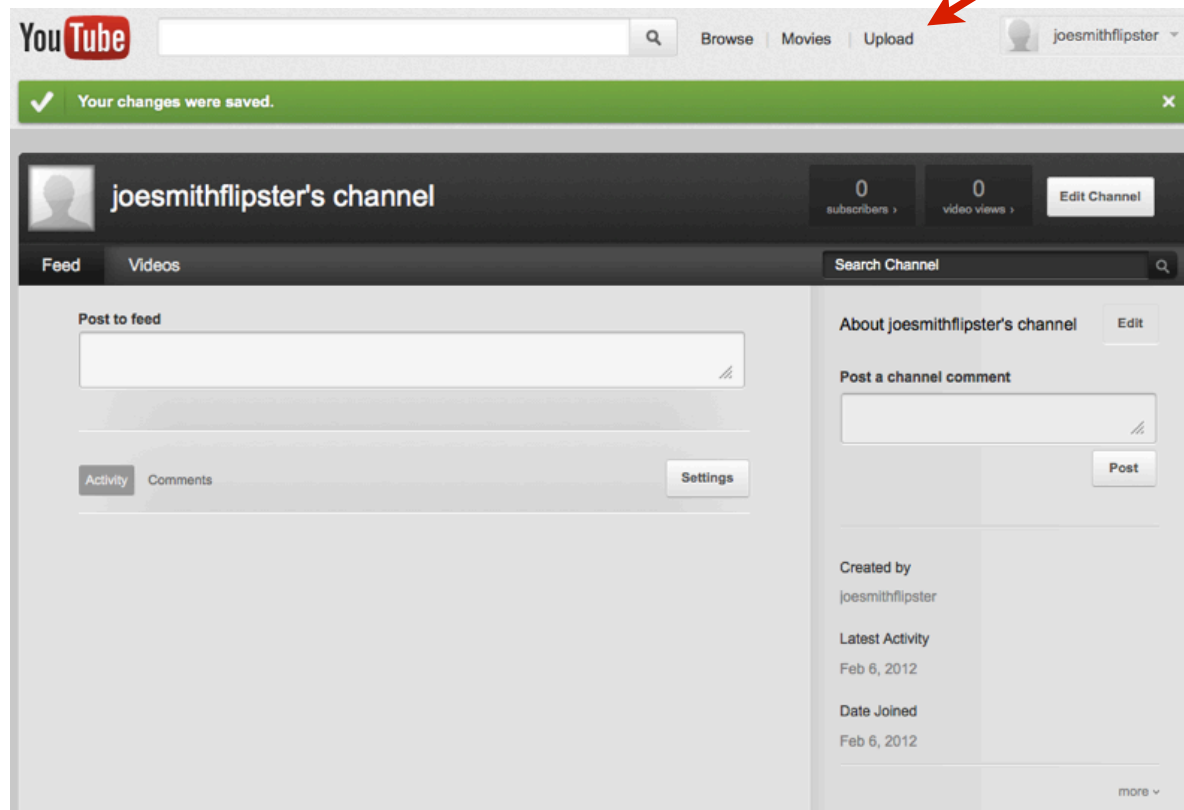 YouTube
Browse | Movies | Upload
joesmithflipster
Your changes were saved.
joesmithflipster's channel
0
subscribers ›
0
video views ›
Edit Channel
Feed
Videos
Search Channel
Post to feed
About joesmithflipster's channel
Edit
Post a channel comment
Post
Activity
Comments
Settings
Created by
joesmithflipster
Latest Activity
Feb 6, 2012
Date Joined
Feb 6, 2012
more